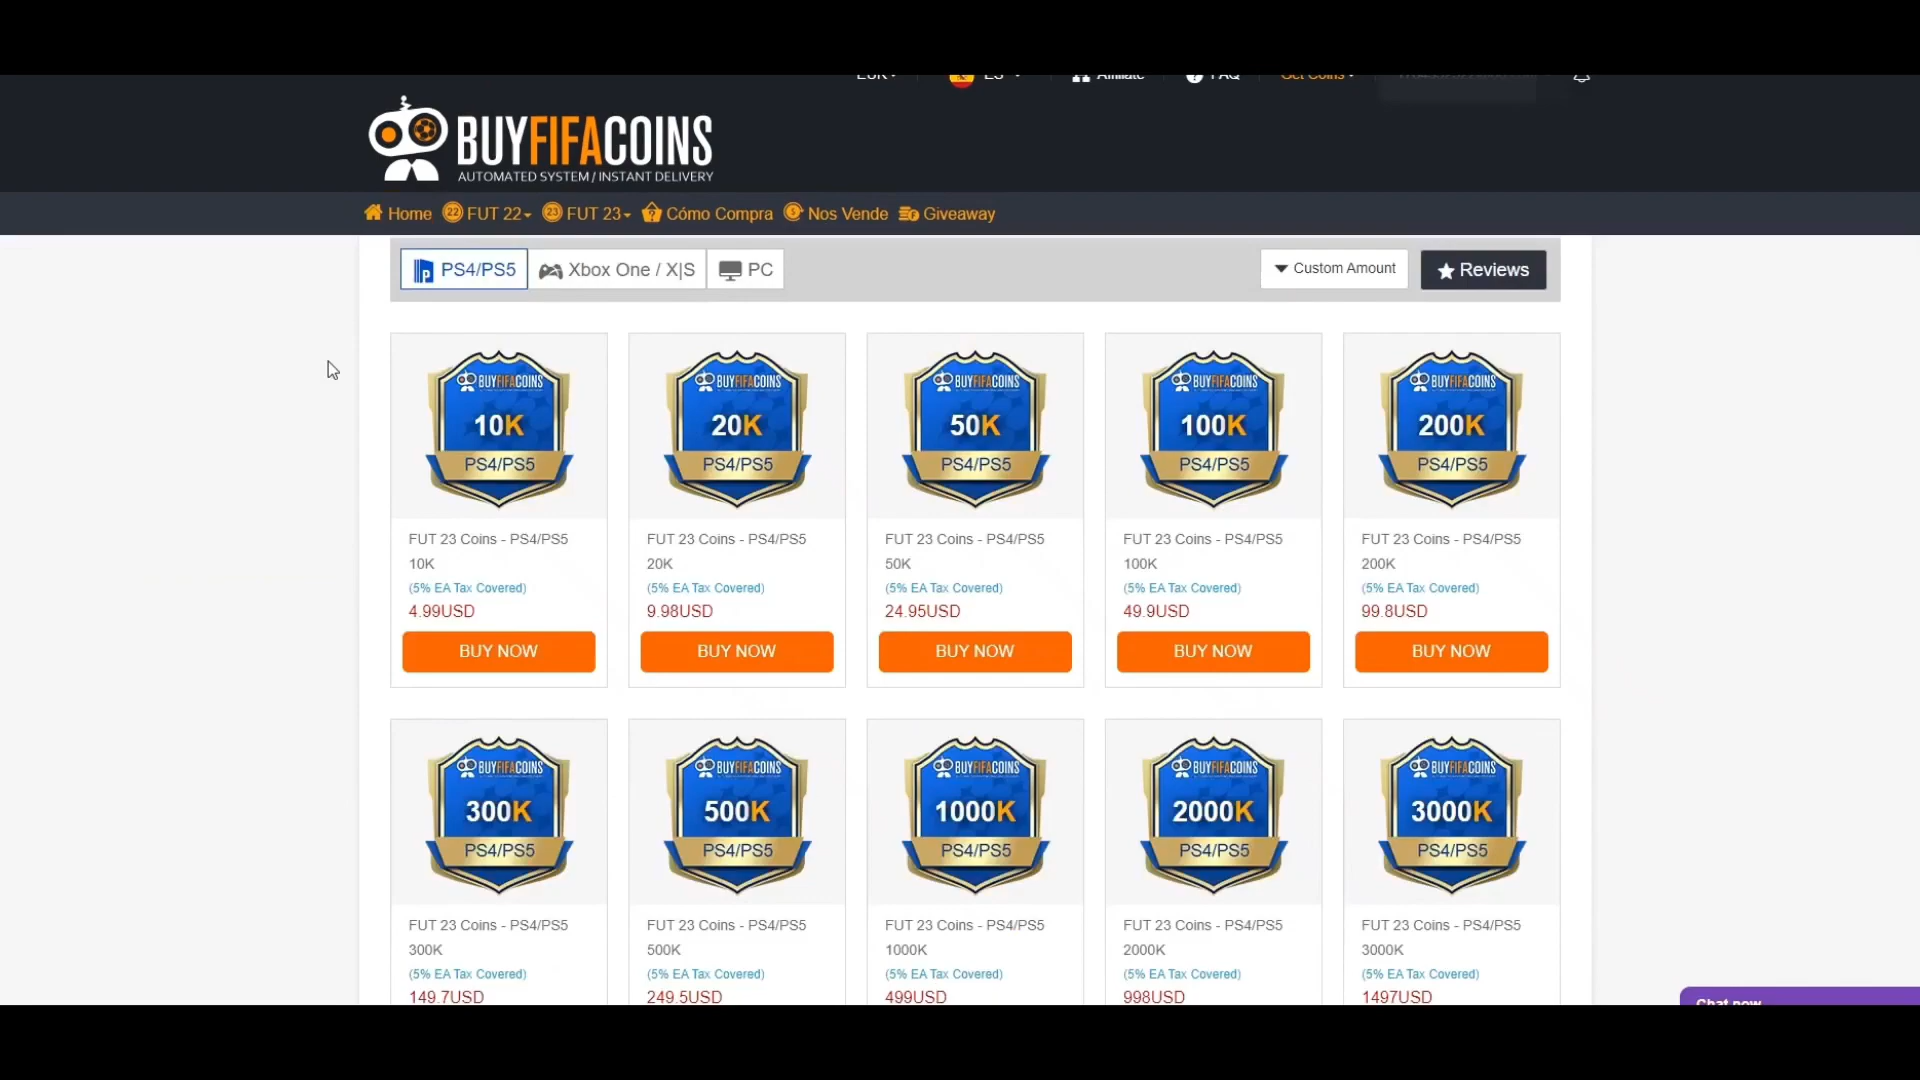 EUR ES Affiliate FAQ Get Coins
BUYFIFACOINS
AUTOMATED SYSTEM / INSTANT DELIVERY
Home 22 FUT 22 23 FUT 23 Cómo Compra Nos Vende Giveaway
PS4/PS5 Xbox One / X|S PC Custom Amount Reviews
BUYFIFACOINS BUYFIFACOINS BUYFIFACOINS BUYFIFACOINS BUYFIFACOINS
10K 20K 50K 100K 200K
PS4/PS5 PS4/PS5 PS4/PS5 PS4/PS5 PS4/PS5
FUT 23 Coins - PS4/PS5 FUT 23 Coins - PS4/PS5 FUT 23 Coins - PS4/PS5 FUT 23 Coins - PS4/PS5 FUT 23 Coins - PS4/PS5
10K 20K 50K 100K 200K
(5% EA Tax Covered) (5% EA Tax Covered) (5% EA Tax Covered) (5% EA Tax Covered) (5% EA Tax Covered)
4.99USD 9.98USD 24.95USD 49.9USD 99.8USD
BUY NOW BUY NOW BUY NOW BUY NOW BUY NOW
BUYFIFACOINS BUYFIFACOINS BUYFIFACOINS BUYFIFACOINS BUYFIFACOINS
300K 500K 1000K 2000K 3000K
PS4/PS5 PS4/PS5 PS4/PS5 PS4/PS5 PS4/PS5
FUT 23 Coins - PS4/PS5 FUT 23 Coins - PS4/PS5 FUT 23 Coins - PS4/PS5 FUT 23 Coins - PS4/PS5 FUT 23 Coins - PS4/PS5
300K 500K 1000K 2000K 3000K
(5% EA Tax Covered) (5% EA Tax Covered) (5% EA Tax Covered) (5% EA Tax Covered) (5% EA Tax Covered)
149.7USD 249.5USD 499USD 998USD 1497USD
Chat now